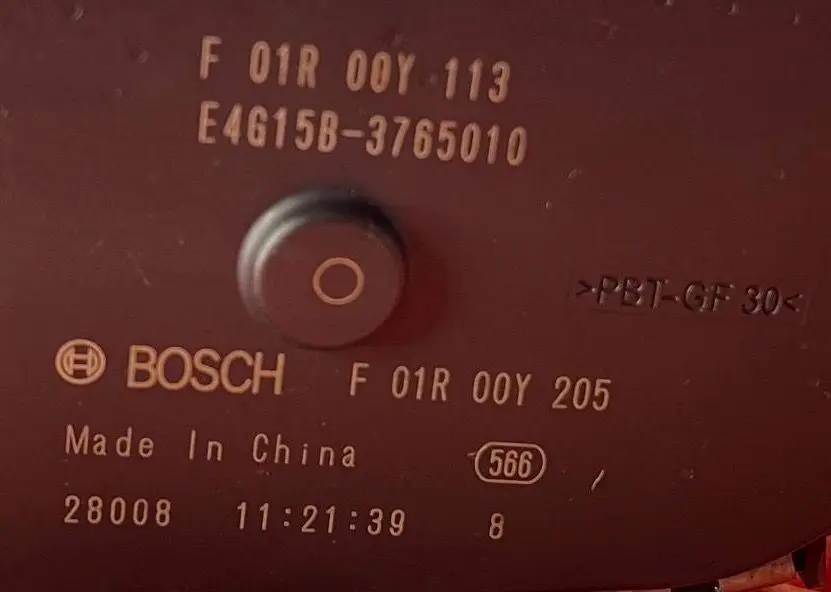 F 01R 00Y 113
E4G15B-3765010
>PBT-GF 30<
BOSCH F 01R 00Y 205
Made In China 566
28008 11:21:39 8